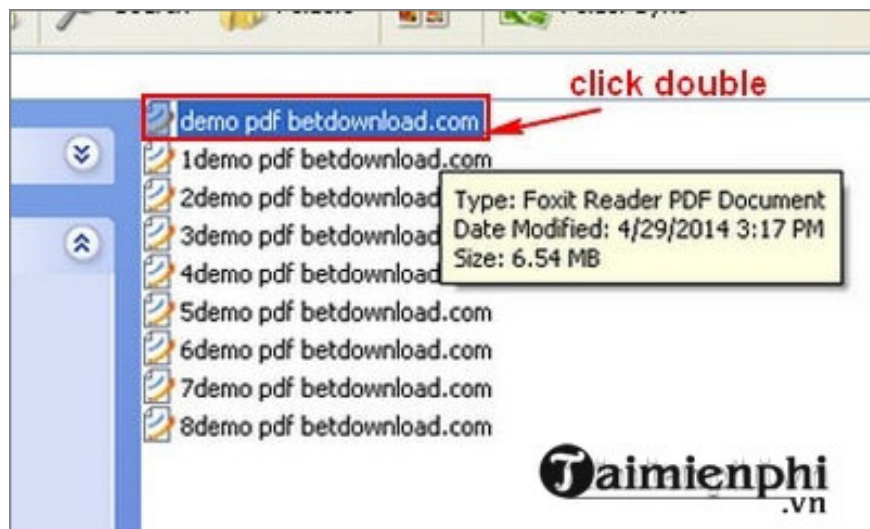 click double
demo pdf betdownload.com
1demo pdf betdownload.com
2demo pdf betdownload
3demo pdf betdownload
4demo pdf betdownload.com
5demo pdf betdownload.com
6demo pdf betdownload.com
7demo pdf betdownload.com
8demo pdf betdownload.com
Type: Foxit Reader PDF Document
Date Modified: 4/29/2014 3:17 PM
Size: 6.54 MB
Taimienphi
.vn